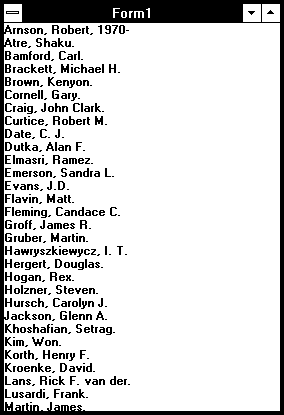 Form1
Arnson, Robert, 1970-
Atre, Shaku.
Bamford, Carl.
Brackett, Michael H.
Brown, Kenyon.
Cornell, Gary.
Craig, John Clark.
Curtice, Robert M.
Date, C. J.
Dutka, Alan F.
Elmasri, Ramez.
Emerson, Sandra L.
Evans, J.D.
Flavin, Matt.
Fleming, Candace C.
Groff, James R.
Gruber, Martin.
Hawryszkiewycz, I. T.
Hergert, Douglas.
Hogan, Rex.
Holzner, Steven.
Hursch, Carolyn J.
Jackson, Glenn A.
Khoshafian, Setrag.
Kim, Won.
Korth, Henry F.
Kroenke, David.
Lans, Rick F. van der.
Lusardi, Frank.
Martin, James.